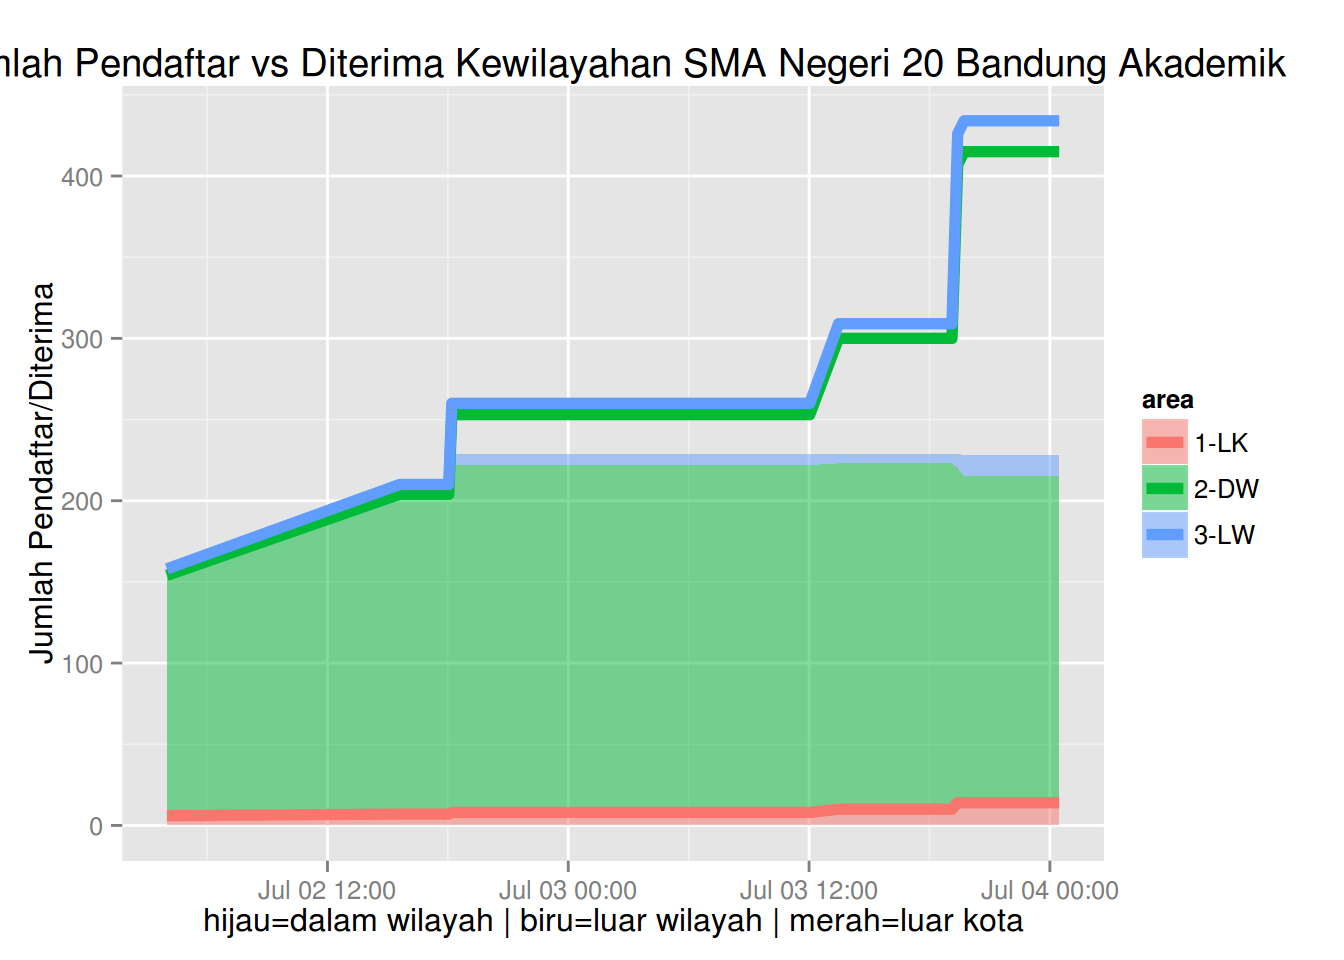 mlah Pendaftar vs Diterima Kewilayahan SMA Negeri 20 Bandung Akademik
Jumlah Pendaftar/Diterima
400
300
200
100
0
Jul 02 12:00
Jul 03 00:00
Jul 03 12:00
Jul 04 00:00
hijau=dalam wilayah | biru=luar wilayah | merah=luar kota
area
1-LK
2-DW
3-LW